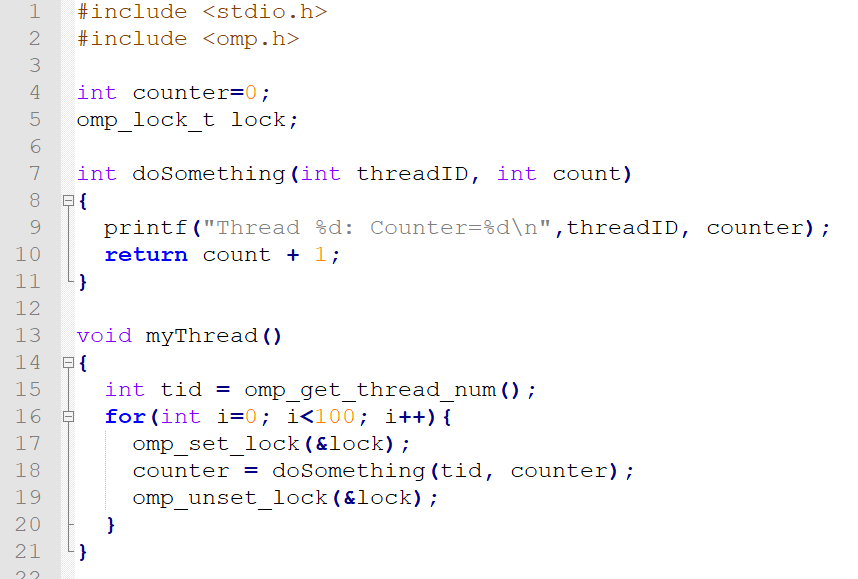 1 #include <stdio.h>
2 #include <omp.h>
3
4 int counter=0;
5 omp_lock_t lock;
6
7 int doSomething(int threadID, int count)
8 {
9   printf("Thread %d: Counter=%d\n",threadID, counter);
10   return count + 1;
11 }
12
13 void myThread()
14 {
15   int tid = omp_get_thread_num();
16   for(int i=0; i<100; i++){
17     omp_set_lock(&lock);
18     counter = doSomething(tid, counter);
19     omp_unset_lock(&lock);
20   }
21 }
22